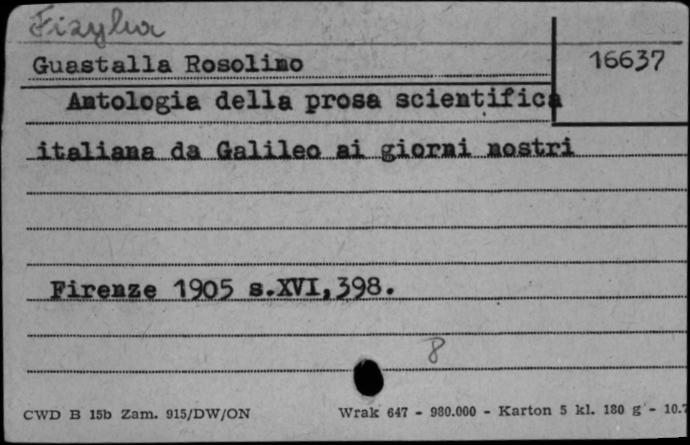 Fizyka
Guastalla Rosolino
16637
Antologia della prosa scientifica
italiana da Galileo ai giorni nostri
Firenze 1905 s.XVI,398.
8
CWD B 15b Zam. 915/DW/ON
Wrak 647 - 980.000 - Karton 5 kl. 180 g - 10.7